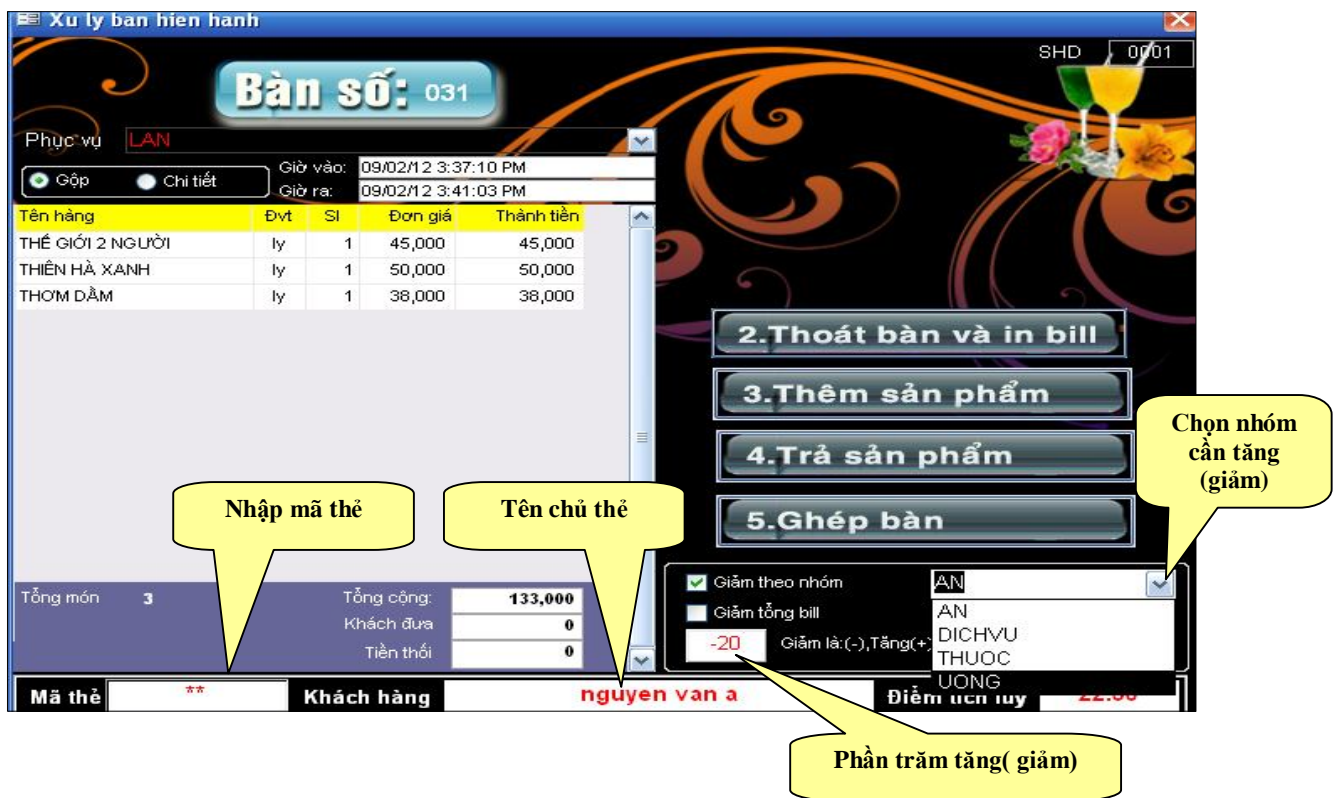 Xu ly ban hien hanh
SHD 0001
Bàn số: 031
Phục vụ LAN
Gộp Chi tiết
Giờ vào: 09/02/12 3:37:10 PM
Giờ ra: 09/02/12 3:41:03 PM
Tên hàng Đvt Sl Đơn giá Thành tiền
THẾ GIỚI 2 NGƯỜI ly 1 45,000 45,000
THIÊN HÀ XANH ly 1 50,000 50,000
THƠM DẦM ly 1 38,000 38,000
2.Thoát bàn và in bill
3.Thêm sản phẩm
4.Trả sản phẩm
5.Ghép bàn
Chọn nhóm
cần tăng
(giảm)
Nhập mã thẻ
Tên chủ thẻ
Tổng món 3
Tổng cộng: 133,000
Khách đưa 0
Tiền thối 0
Giảm theo nhóm AN
Giảm tổng bill
-20 Giảm là:(-),Tăng(+)
AN
DICHVU
THUOC
UONG
Mã thẻ ** Khách hàng nguyen van a Điểm tích lũy
Phần trăm tăng( giảm)